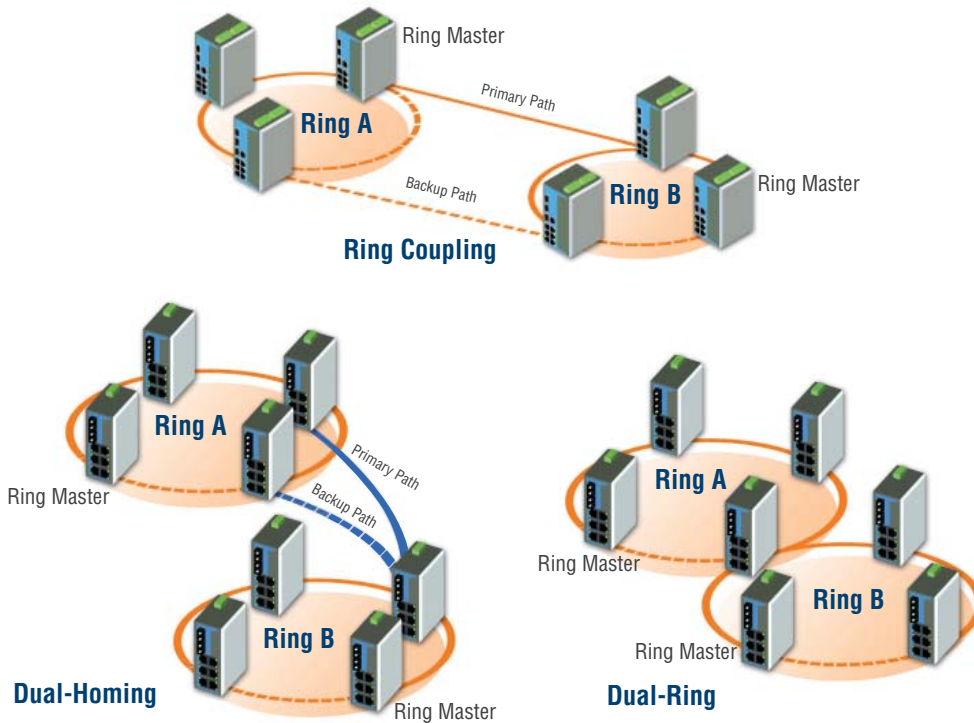 Ring Master
Primary Path
Ring A
Ring B
Ring Master
Backup Path
Ring Coupling
Ring A
Primary Path
Ring Master
Backup Path
Ring B
Dual-Homing
Ring Master
Ring A
Ring Master
Ring B
Ring Master
Dual-Ring